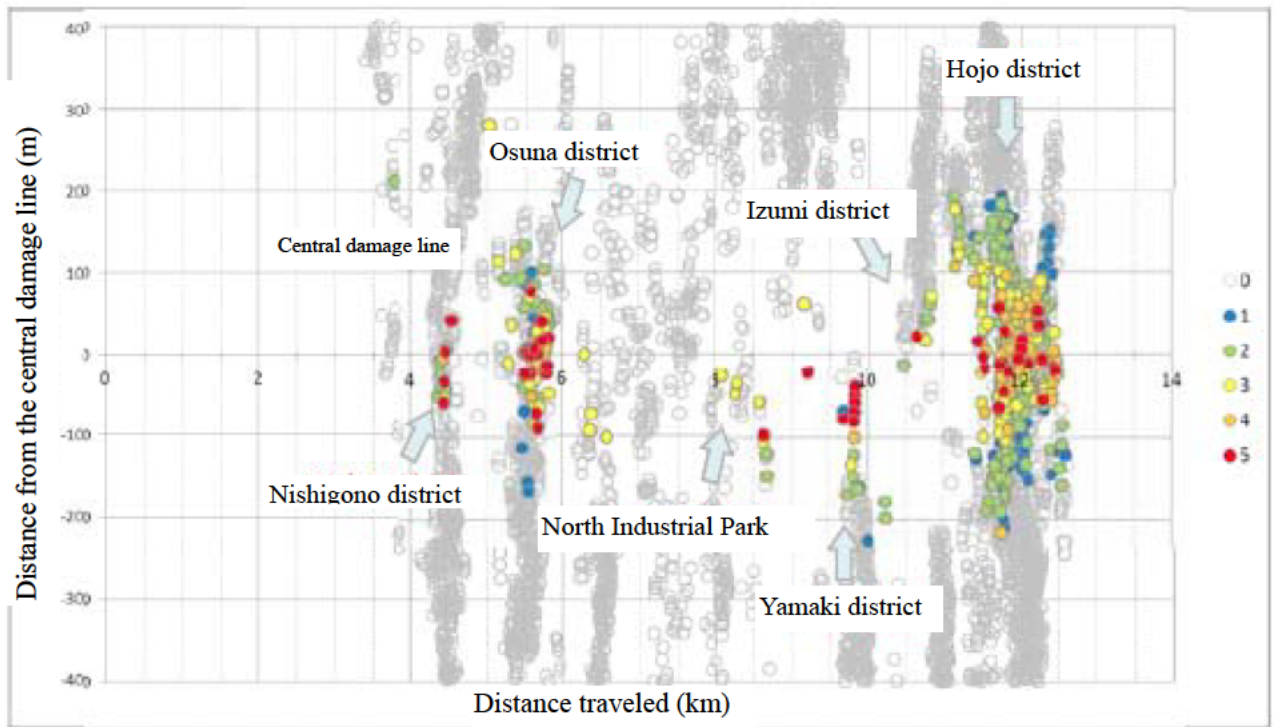 Distance from the central damage line (m)
400
300
200
100
0
-100
-200
-300
-400
0
2
4
6
8
10
12
14
Distance traveled (km)
Hojo district
Osuna district
Izumi district
Central damage line
Nishigono district
North Industrial Park
Yamaki district
0
1
2
3
4
5